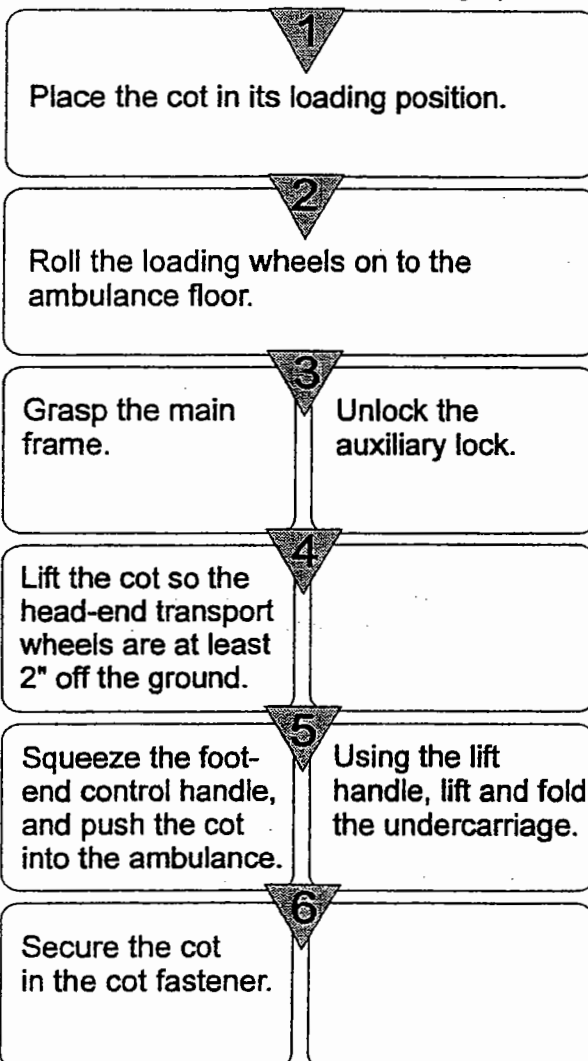 1
Place the cot in its loading position.
2
Roll the loading wheels on to the
ambulance floor.
3
Grasp the main
frame.
Unlock the
auxiliary lock.
4
Lift the cot so the
head-end transport
wheels are at least
2" off the ground.
5
Squeeze the foot-
end control handle,
and push the cot
into the ambulance.
Using the lift
handle, lift and fold
the undercarriage.
6
Secure the cot
in the cot fastener.